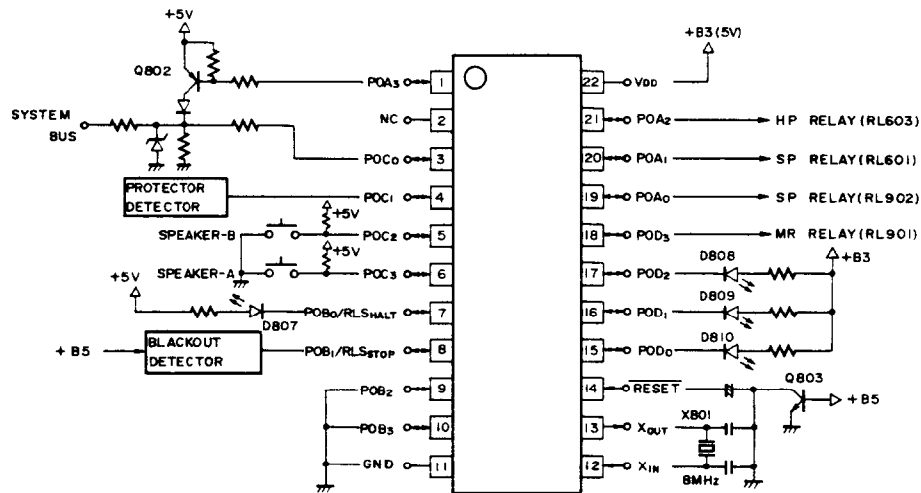 +5V
Q802
SYSTEM
BUS
PROTECTOR
DETECTOR
SPEAKER-B
+5V
SPEAKER-A
+5V
+5V
D807
+B5
BLACKOUT
DETECTOR
POA3
NC
POC0
POC1
POC2
POC3
POB0/RLSHALT
POB1/RLSSTOP
POB2
POB3
GND
1
2
3
4
5
6
7
8
9
10
11
22
21
20
19
18
17
16
15
14
13
12
VDD
POA2
POA1
POA0
POD3
POD2
POD1
POD0
RESET
XOUT
XIN
+B3(5V)
HP RELAY(RL603)
SP RELAY(RL601)
SP RELAY(RL902)
MR RELAY(RL901)
D808
+B3
D809
D810
Q803
+B5
X801
8MHz